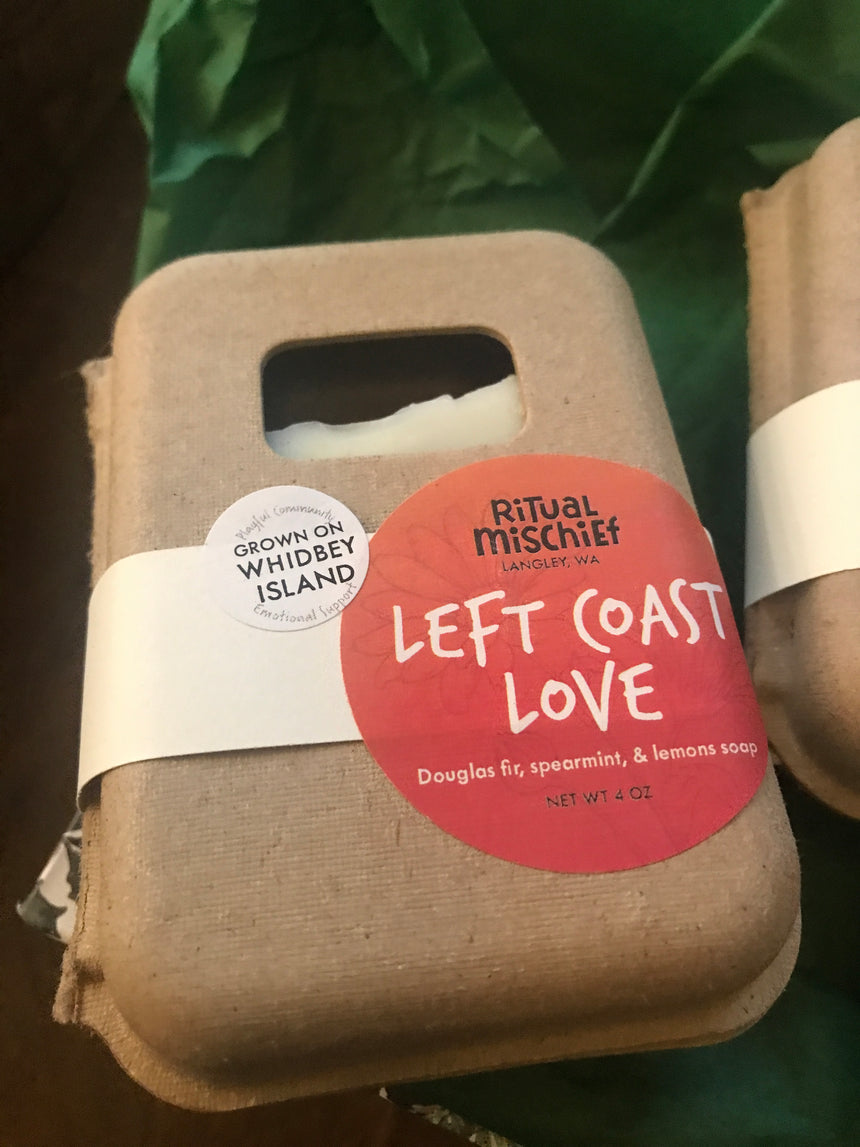 Playful Community
GROWN ON
WHIDBEY
ISLAND
Emotional Support
RiTUAL
MiSCHiEf
LANGLEY, WA
LEFT COAST
LOVE
Douglas fir, spearmint, & lemons soap
NET WT 4 OZ